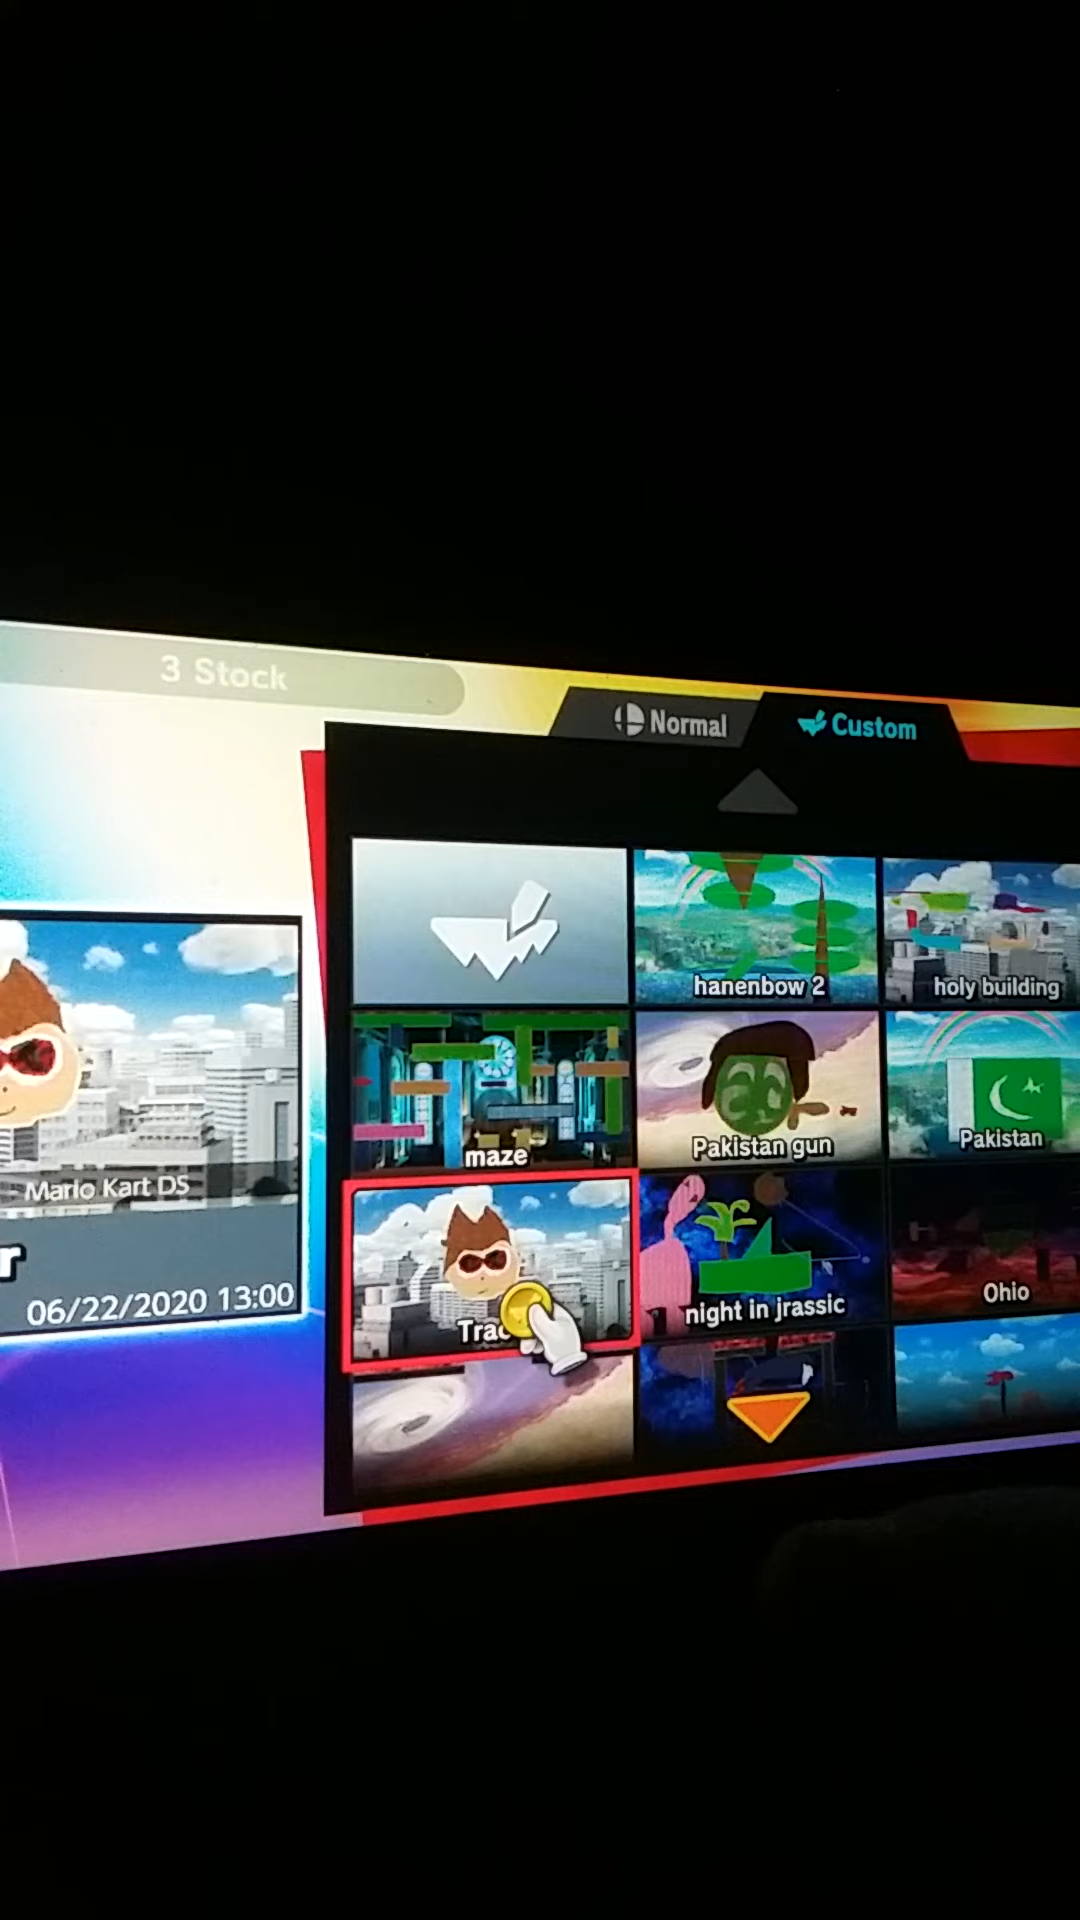 3 Stock
Normal
Custom
hanenbow 2
holy building
maze
Pakistan gun
Pakistan
Mario Kart DS
r
06/22/2020 13:00
night in jrassic
Ohio